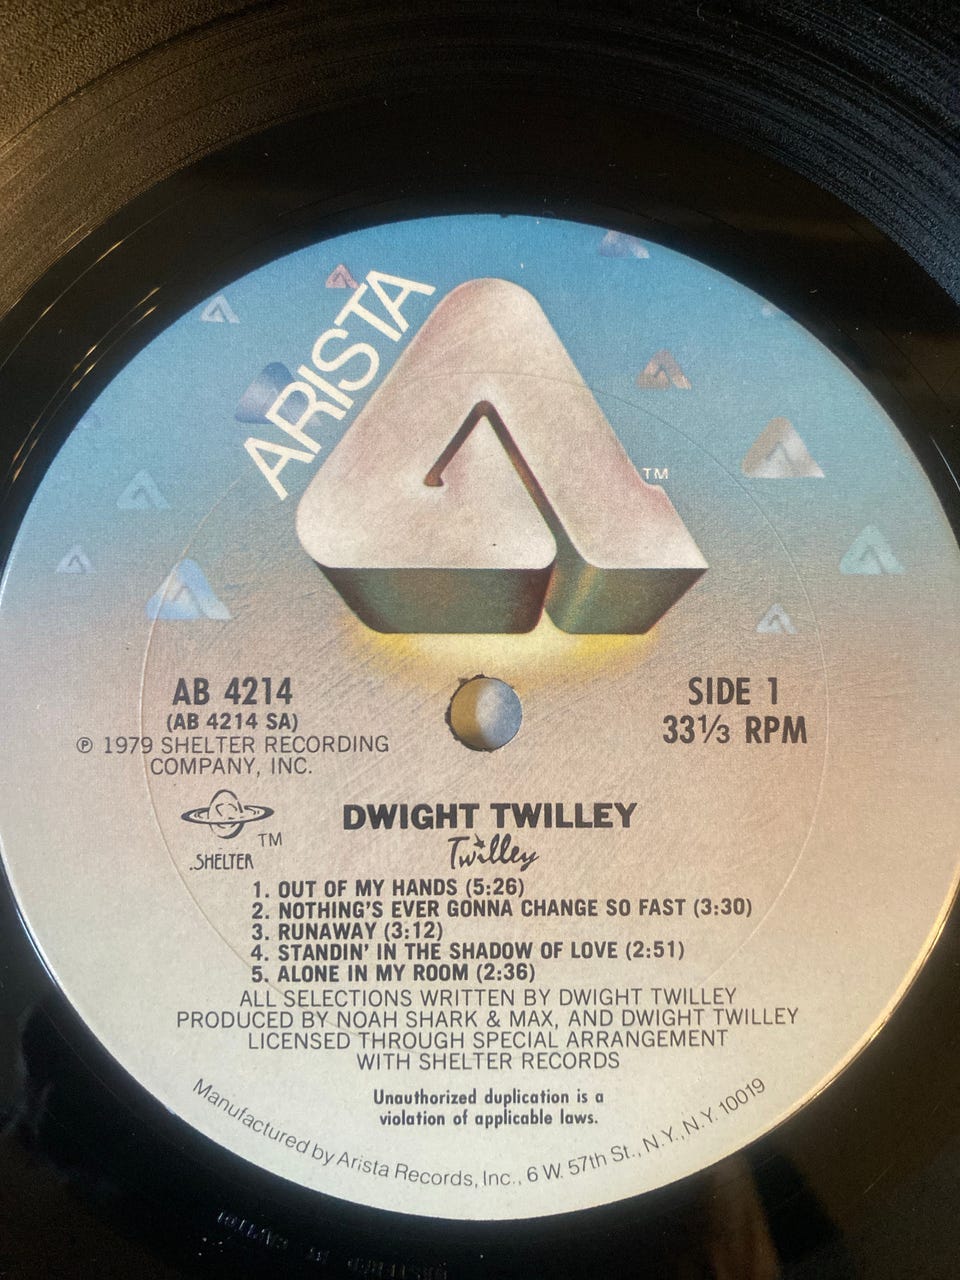 ARISTA
TM
AB 4214
(AB 4214 SA)
℗ 1979 SHELTER RECORDING
COMPANY, INC.
SIDE 1
33⅓ RPM
SHELTER
TM
DWIGHT TWILLEY
Twilley
1. OUT OF MY HANDS (5:26)
2. NOTHING'S EVER GONNA CHANGE SO FAST (3:30)
3. RUNAWAY (3:12)
4. STANDIN' IN THE SHADOW OF LOVE (2:51)
5. ALONE IN MY ROOM (2:36)
ALL SELECTIONS WRITTEN BY DWIGHT TWILLEY
PRODUCED BY NOAH SHARK & MAX, AND DWIGHT TWILLEY
LICENSED THROUGH SPECIAL ARRANGEMENT
WITH SHELTER RECORDS
Unauthorized duplication is a
violation of applicable laws.
Manufactured by Arista Records, Inc., 6 W. 57th St., N.Y., N.Y. 10019